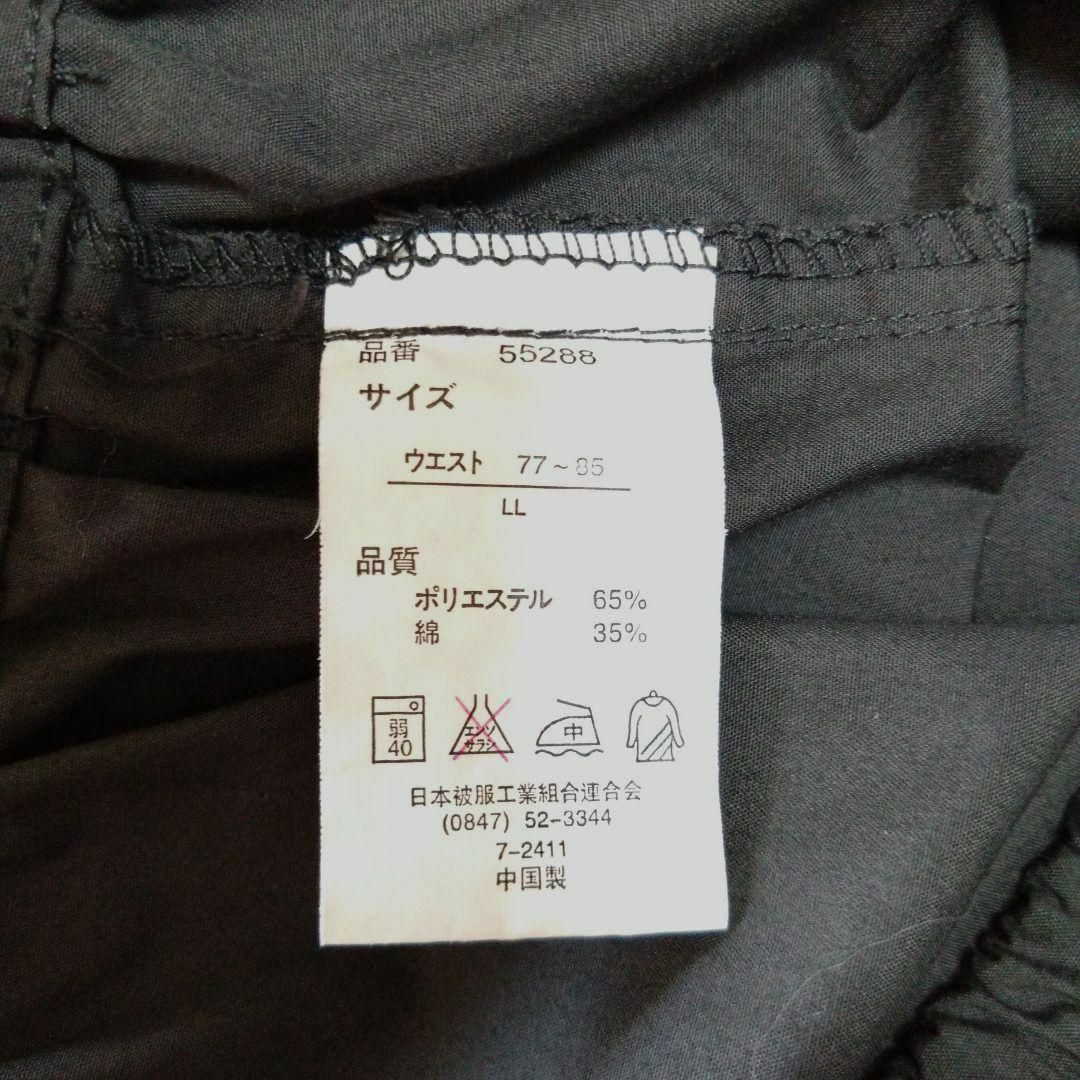 品番 55288
サイズ
ウエスト 77～85
LL
品質
ポリエステル 65%
綿 35%
弱 40
エンソ サラシ
中
日本被服工業組合連合会
(0847) 52-3344
7-2411
中国製